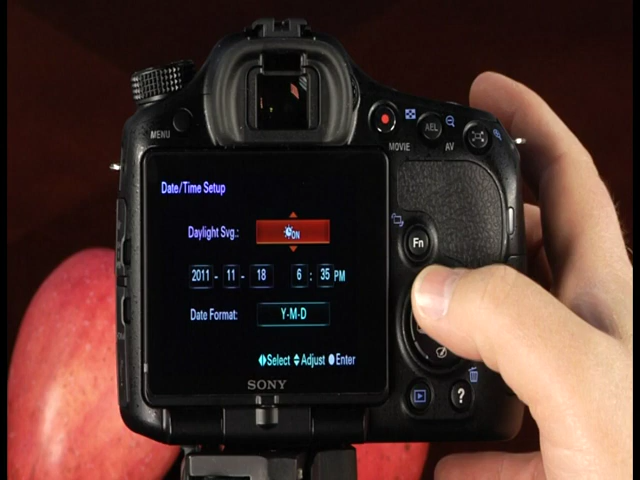 MENU
MOVIE
AEL
AV
Date/Time Setup
Daylight Svg.: ON
2011 - 11 - 18 6 : 35 PM
Date Format: Y-M-D
Select Adjust Enter
Fn
?
SONY